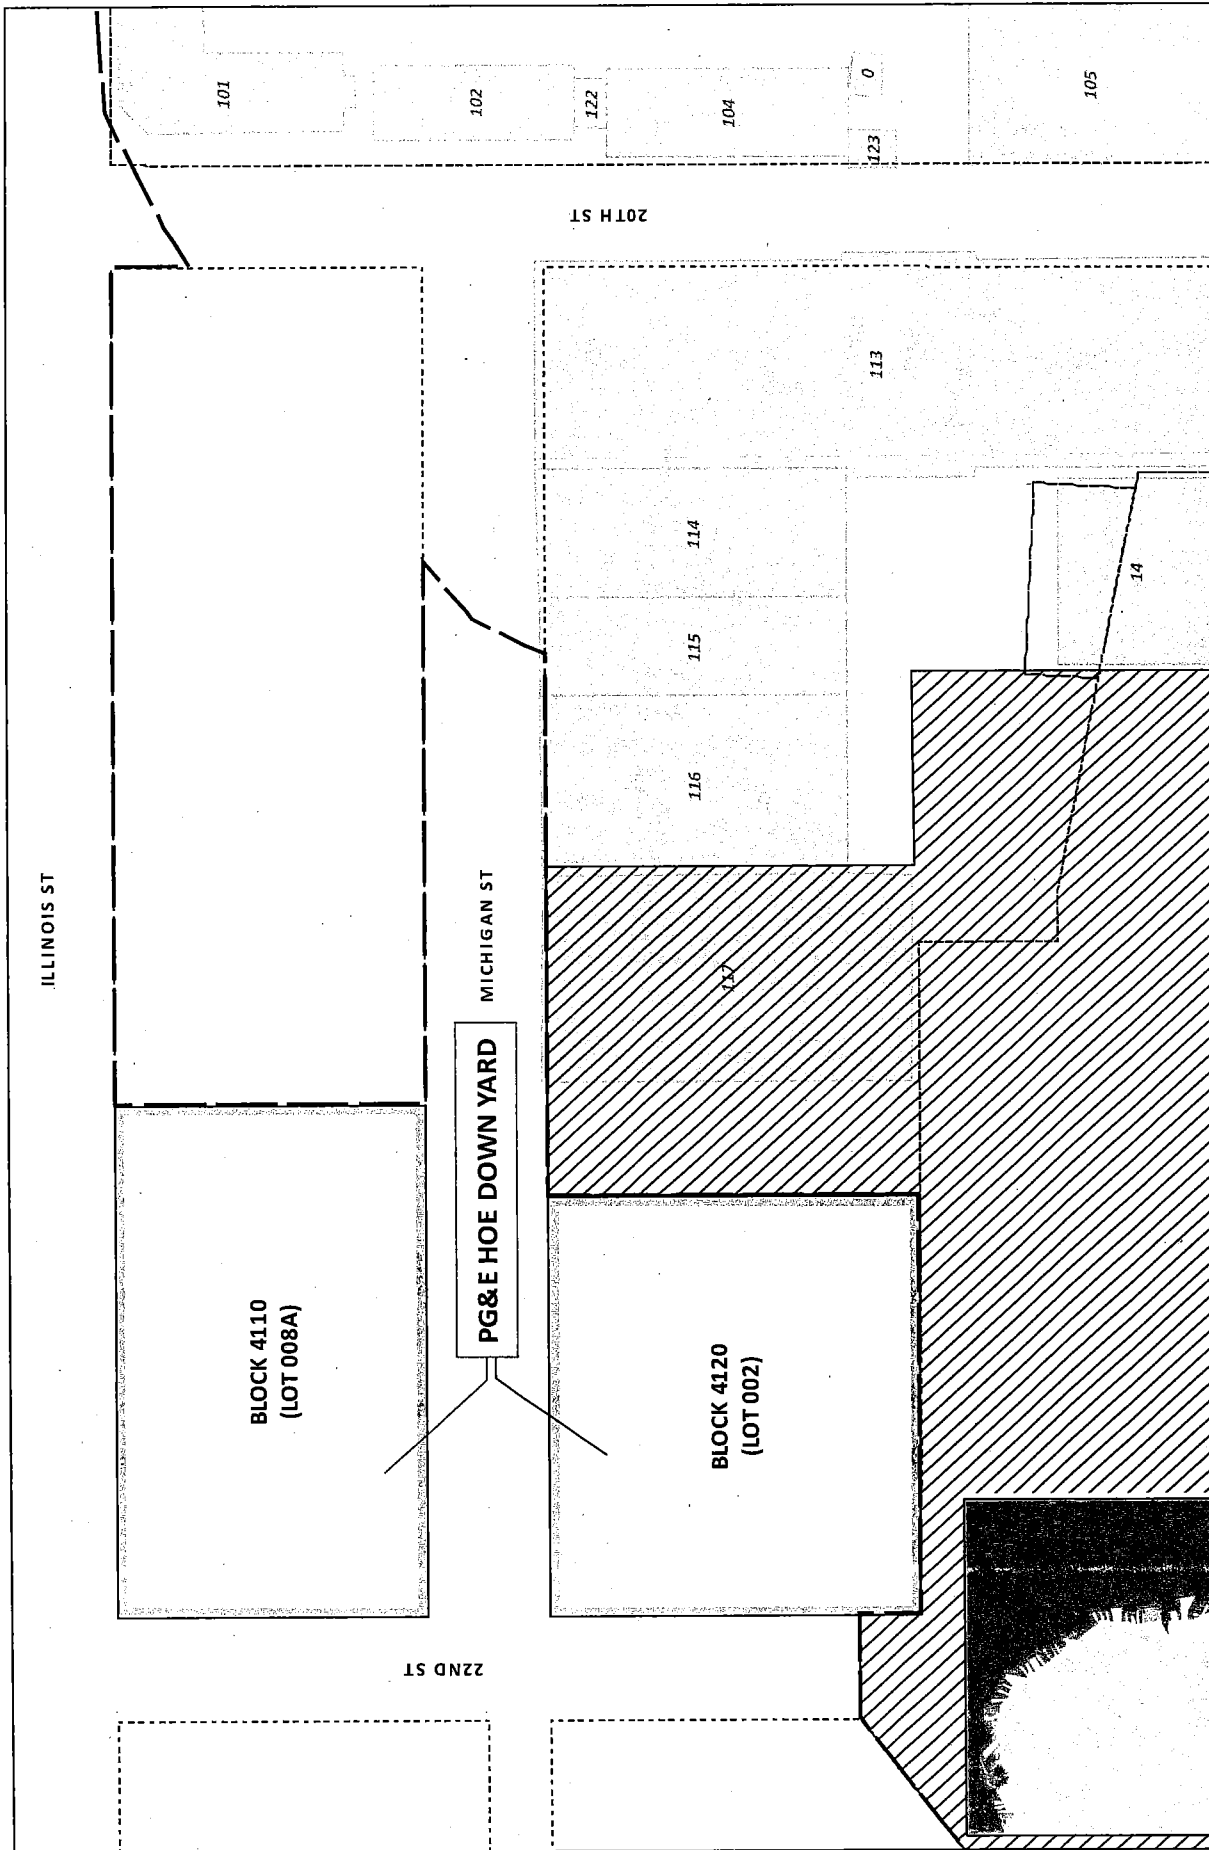 ILLINOIS ST
101
102
122
104
0
123
105
20TH ST
113
114
115
116
14
117
MICHIGAN ST
PG&E HOE DOWN YARD
BLOCK 4110
(LOT 008A)
BLOCK 4120
(LOT 002)
22ND ST